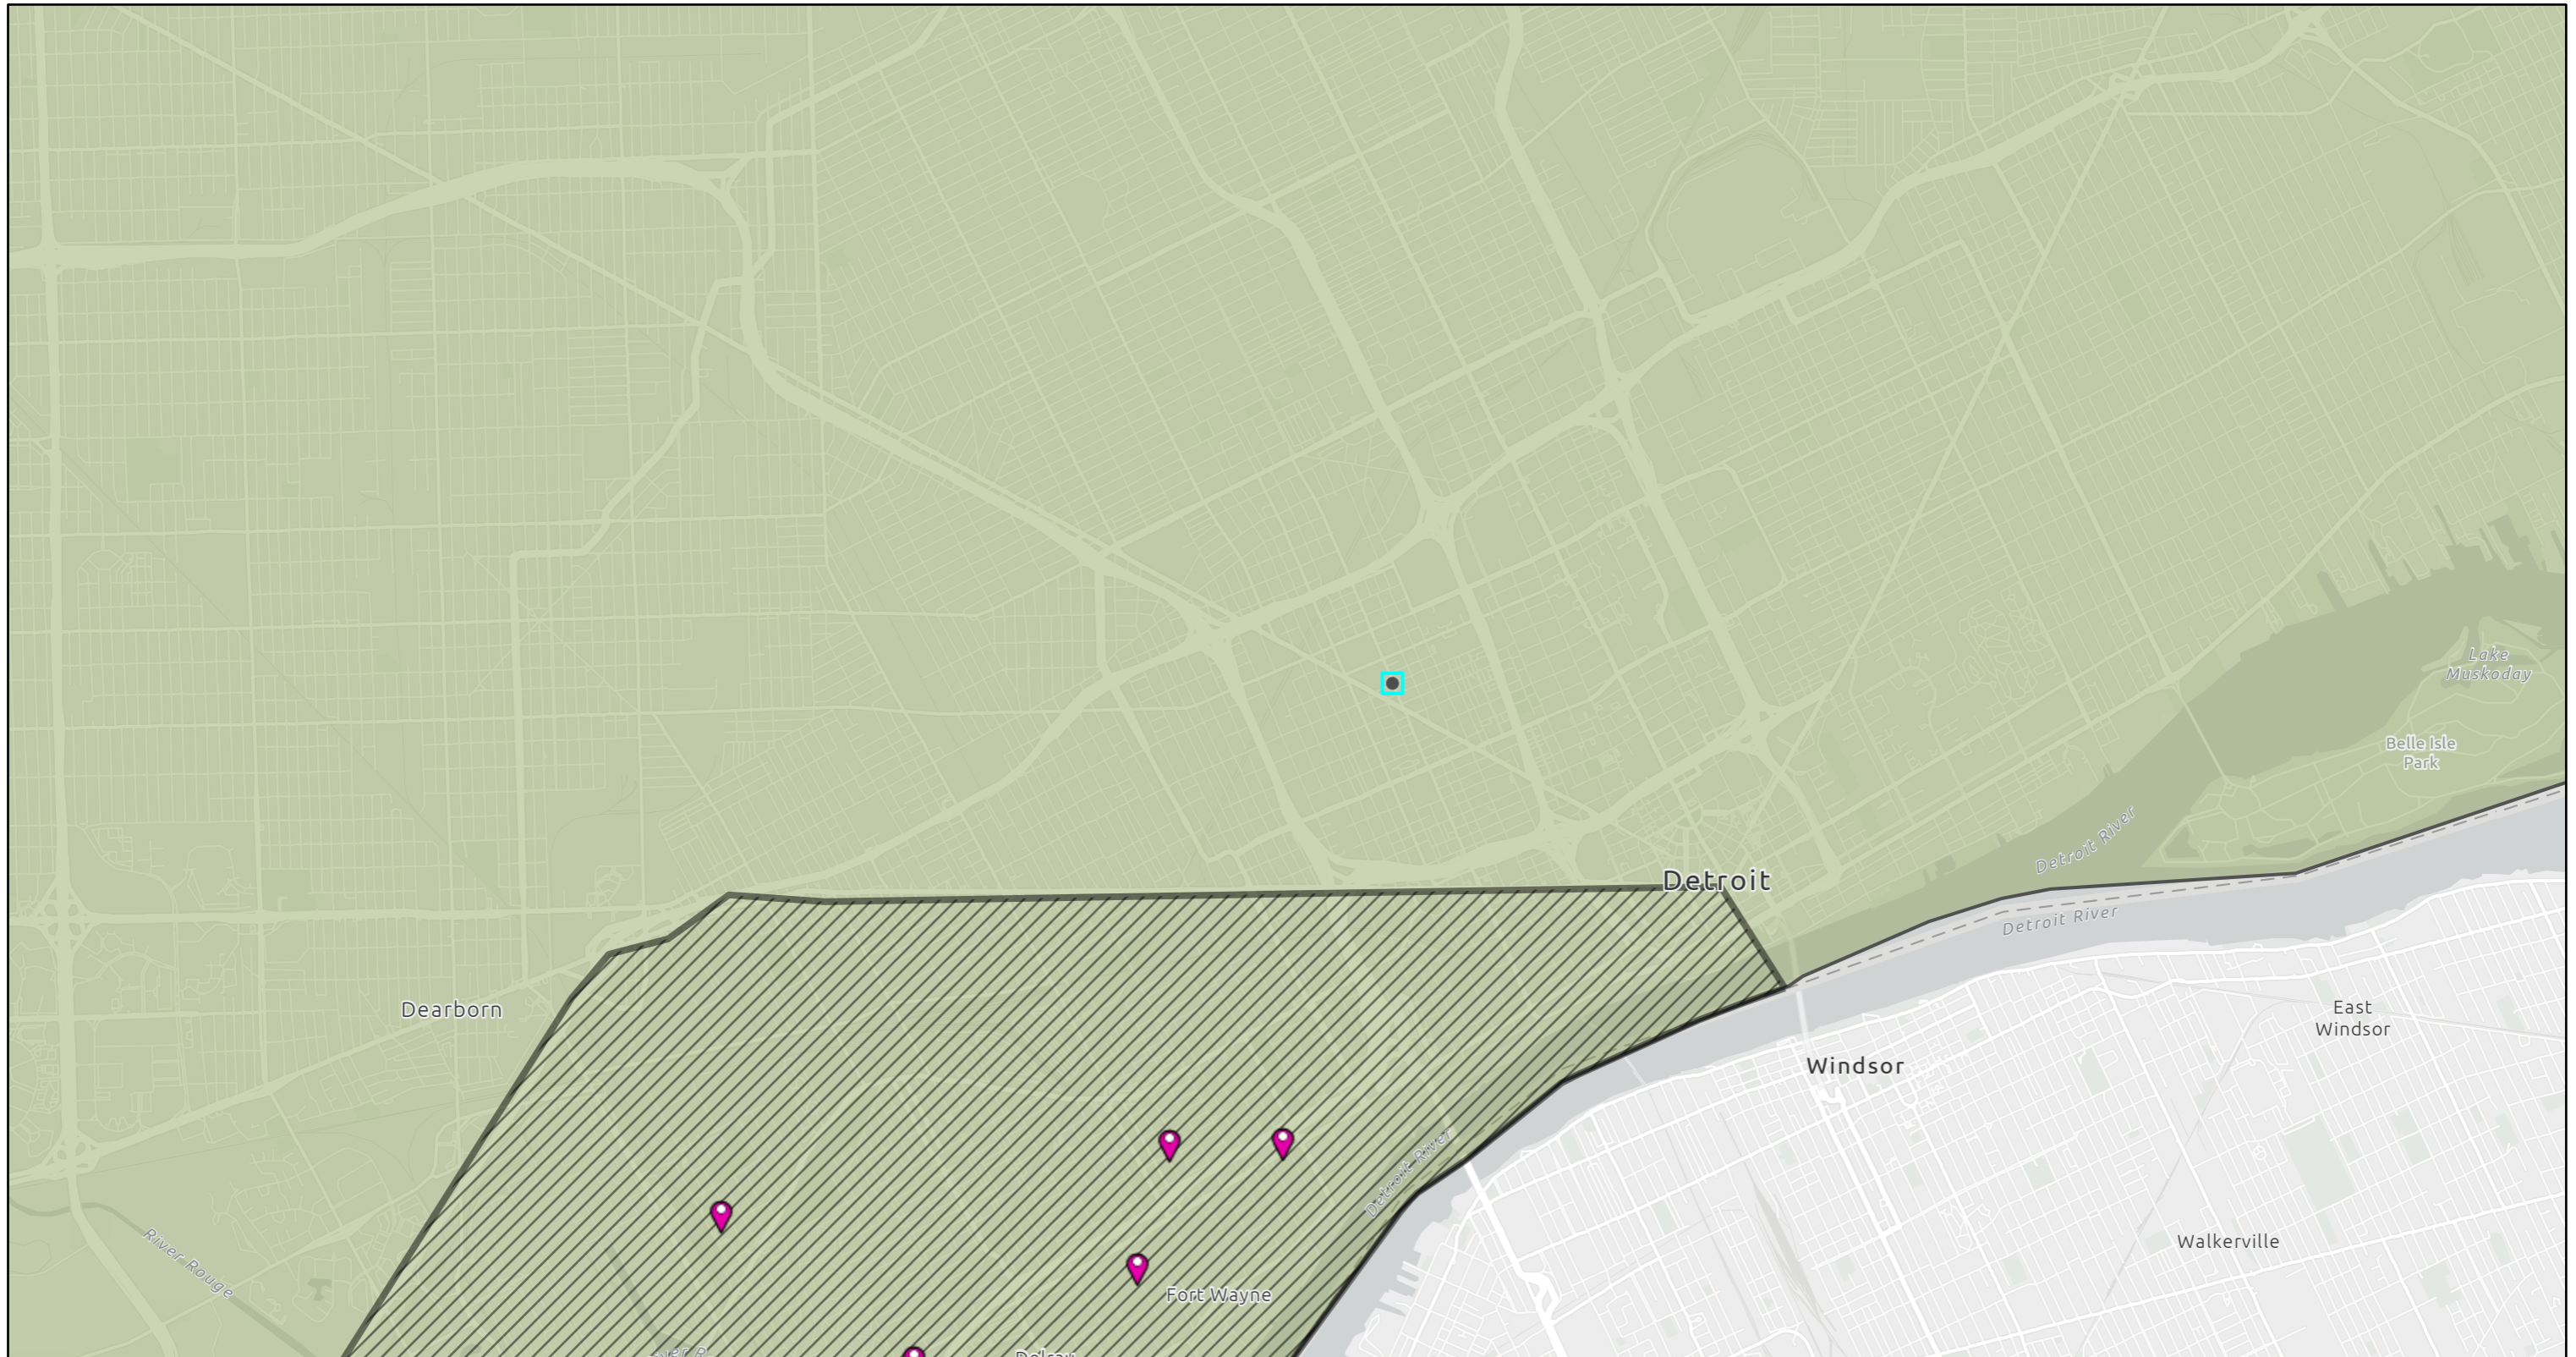 Lake
Muskoday
Belle Isle
Park
Detroit River
Detroit
Detroit River
Dearborn
East
Windsor
Windsor
Detroit River
River Rouge
Walkerville
Fort Wayne
Delray